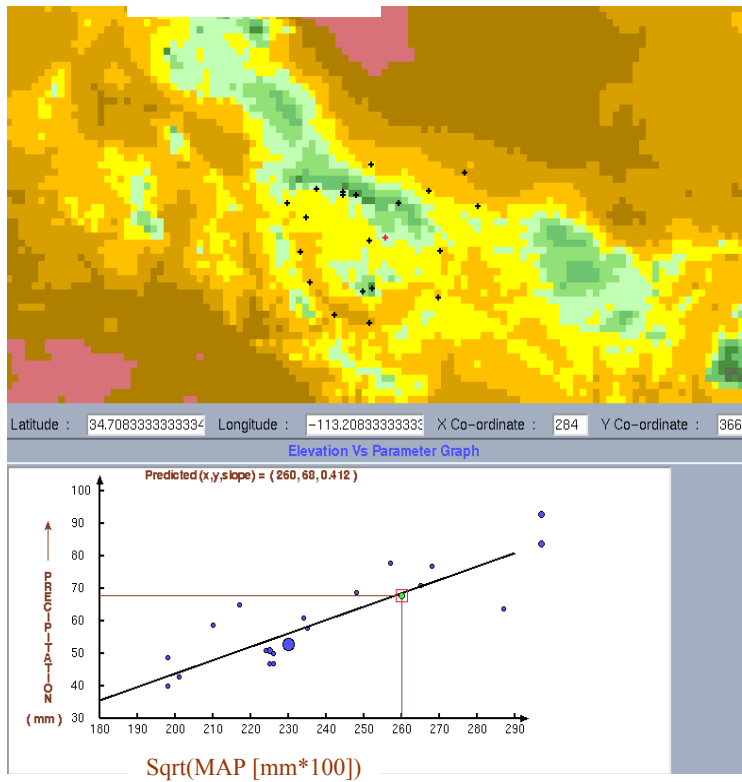 Latitude : 34.7083333333334 Longitude : -113.208333333333 X Co-ordinate : 284 Y Co-ordinate : 366
Elevation Vs Parameter Graph
Predicted (x,y,slope) = ( 260, 68, 0.412 )
100
90
80
70
60
50
40
30
PRECIPITATION
( mm )
180 190 200 210 220 230 240 250 260 270 280 290
Sqrt(MAP [mm*100])